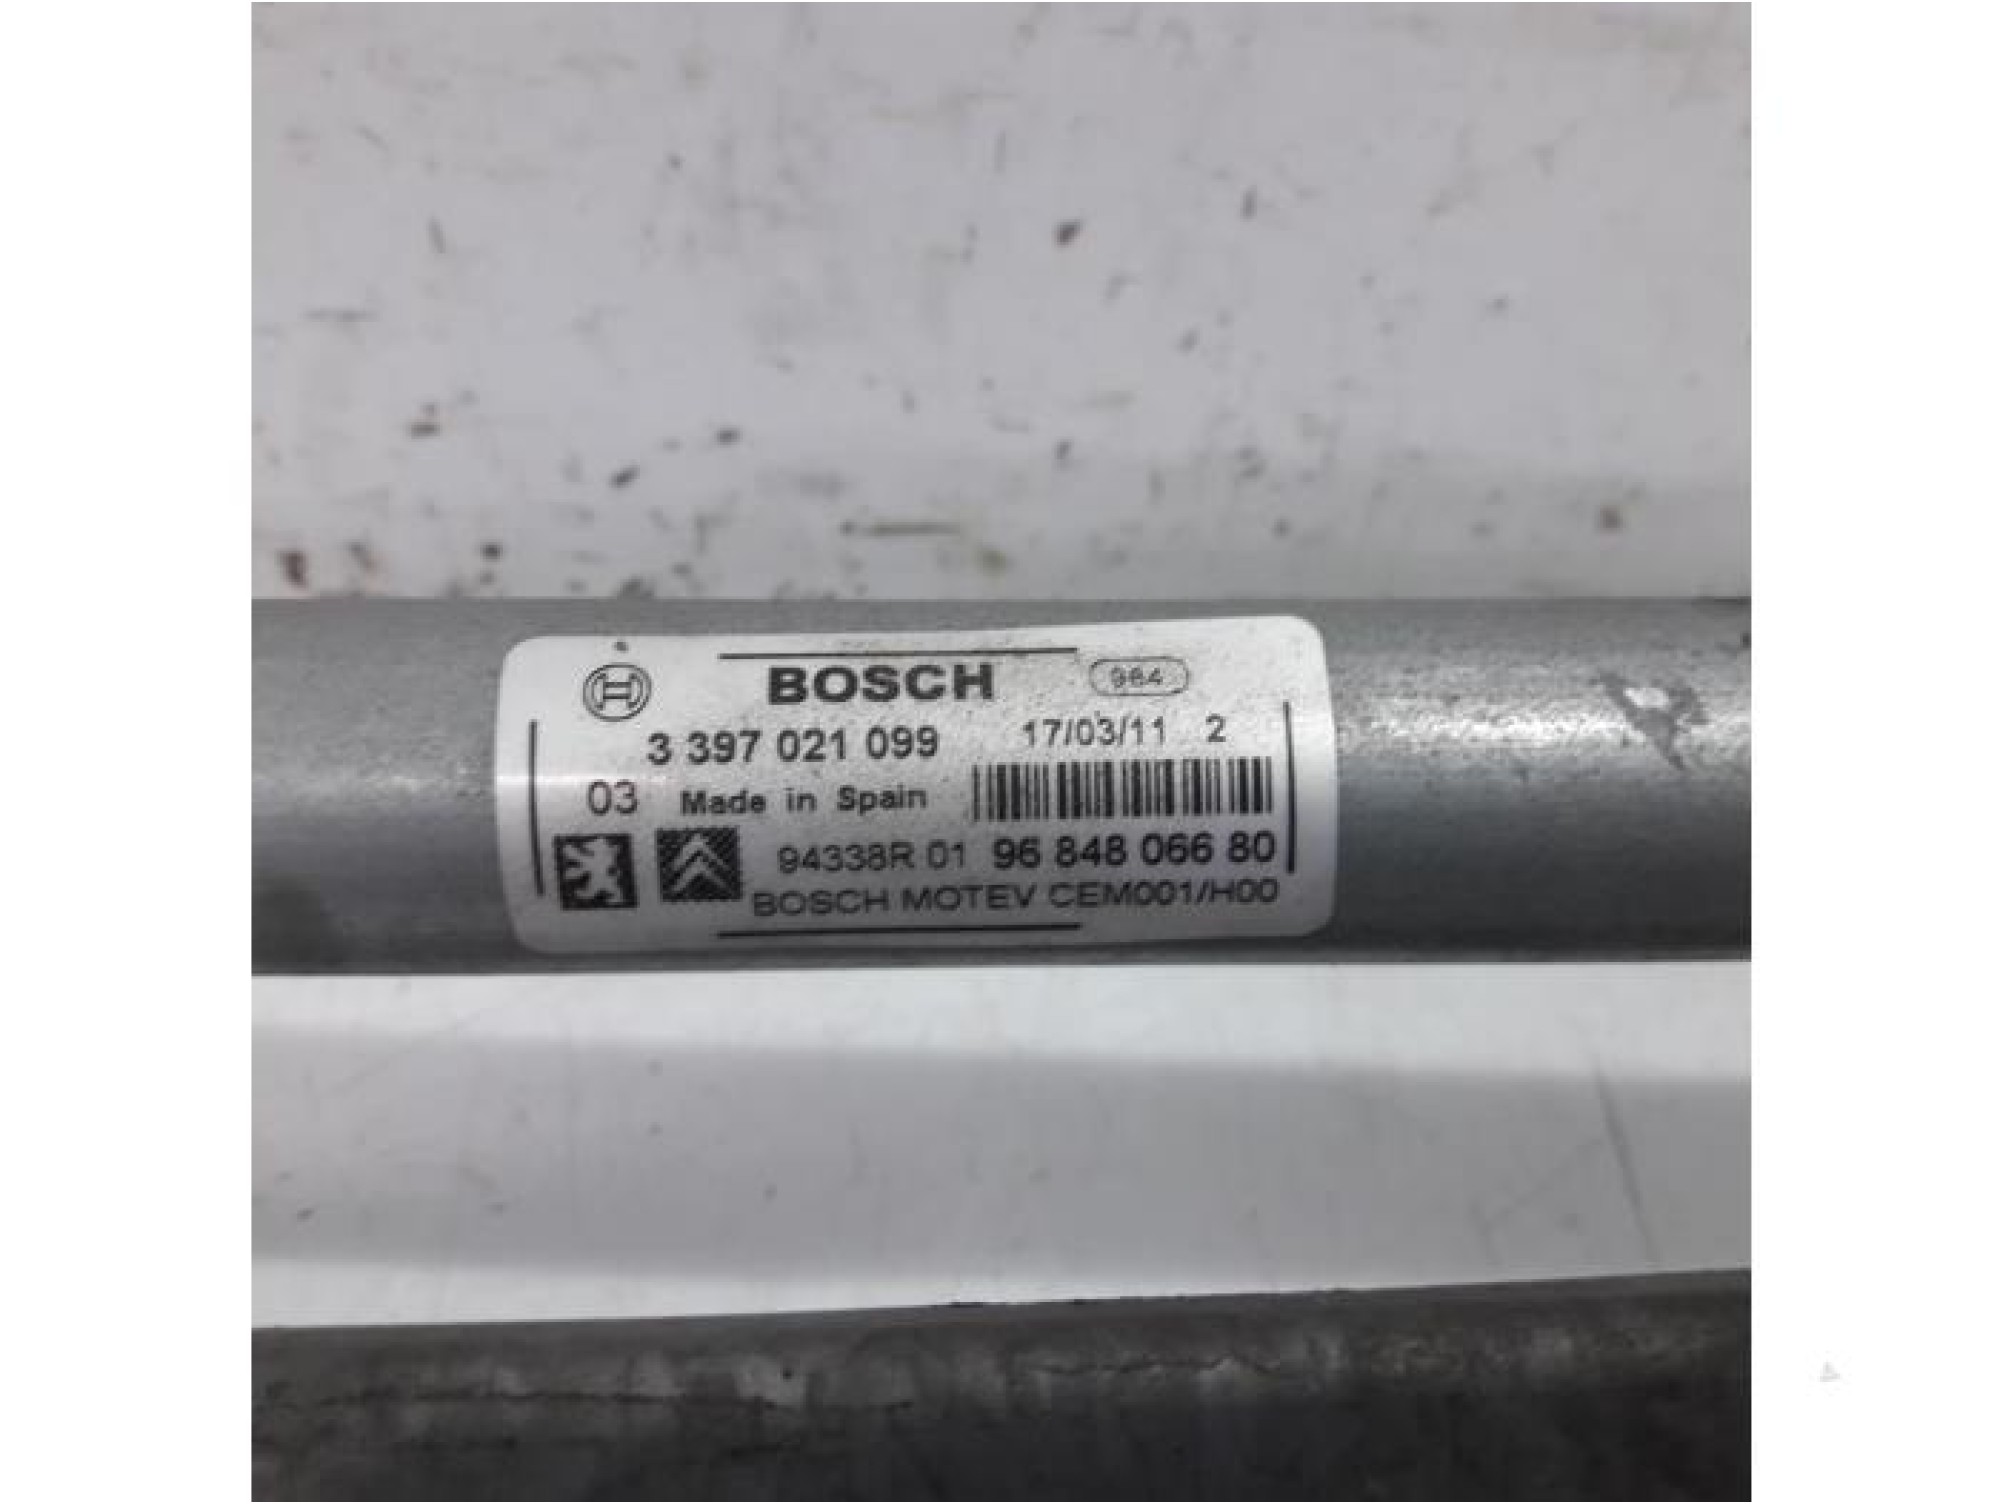 BOSCH 984
3 397 021 099 17/03/11 2
03 Made in Spain
94338R 01 96 848 066 80
BOSCH MOTEV CEM001/H00